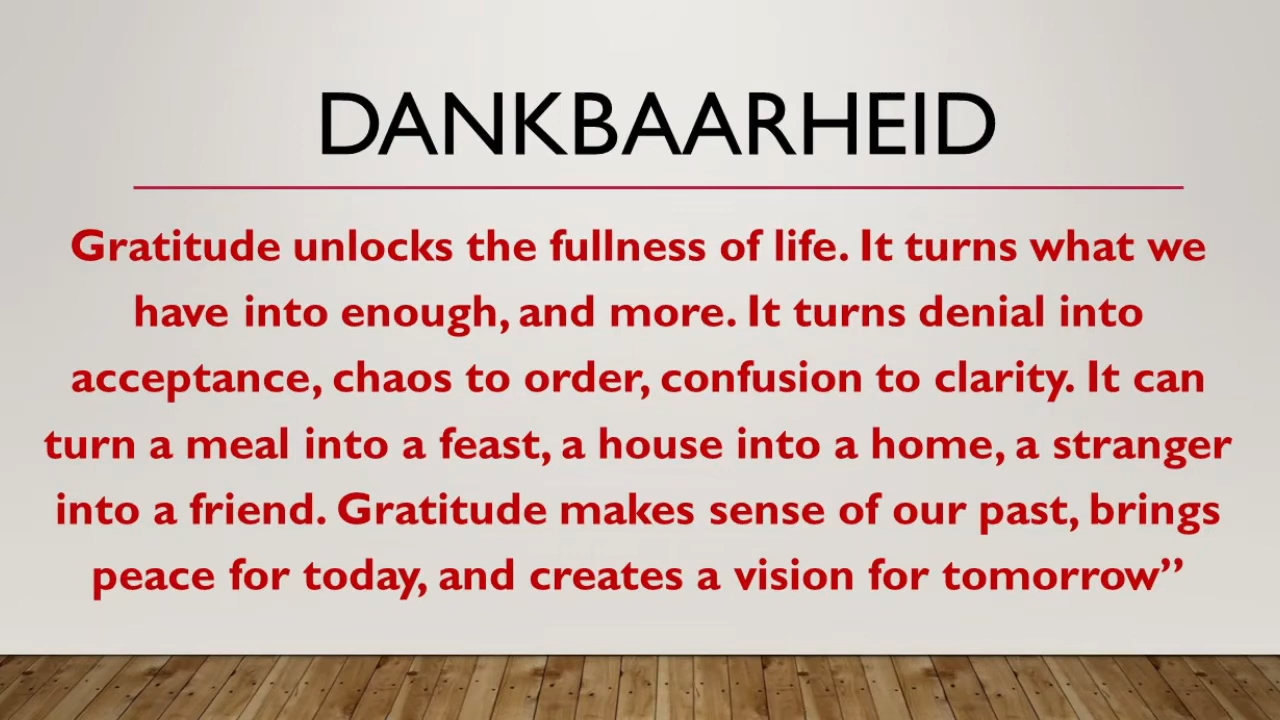 DANKBAARHEID
Gratitude unlocks the fullness of life. It turns what we
have into enough, and more. It turns denial into
acceptance, chaos to order, confusion to clarity. It can
turn a meal into a feast, a house into a home, a stranger
into a friend. Gratitude makes sense of our past, brings
peace for today, and creates a vision for tomorrow”